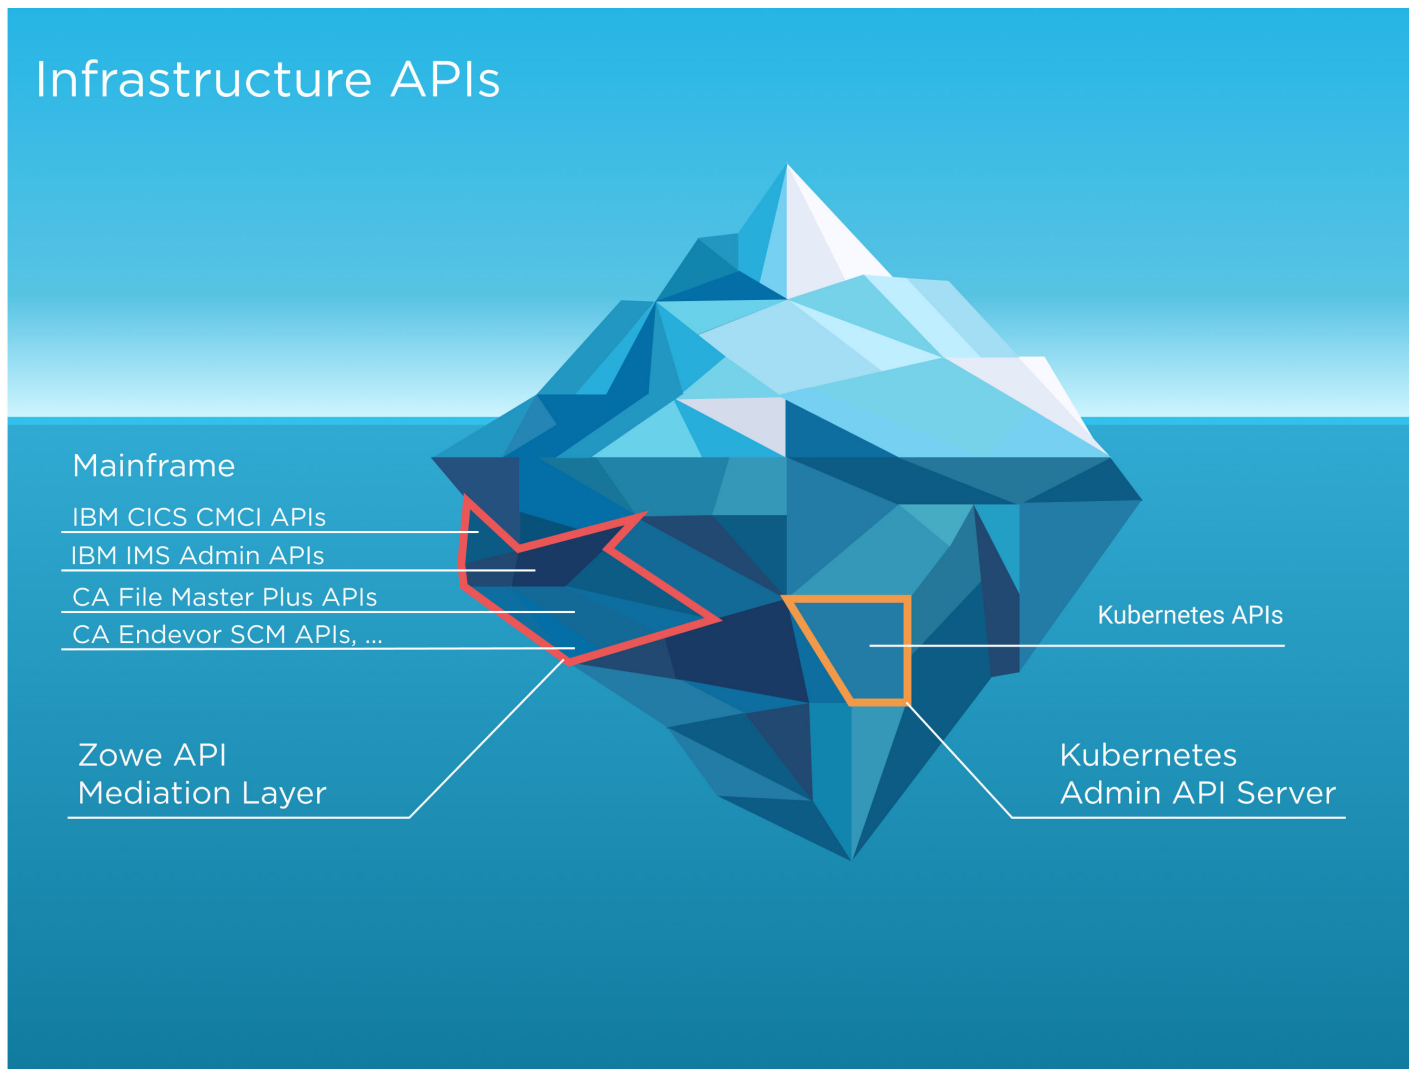 Infrastructure APIs
Mainframe
IBM CICS CMCI APIs
IBM IMS Admin APIs
CA File Master Plus APIs
CA Endevor SCM APIs, ...
Kubernetes APIs
Zowe API
Mediation Layer
Kubernetes
Admin API Server